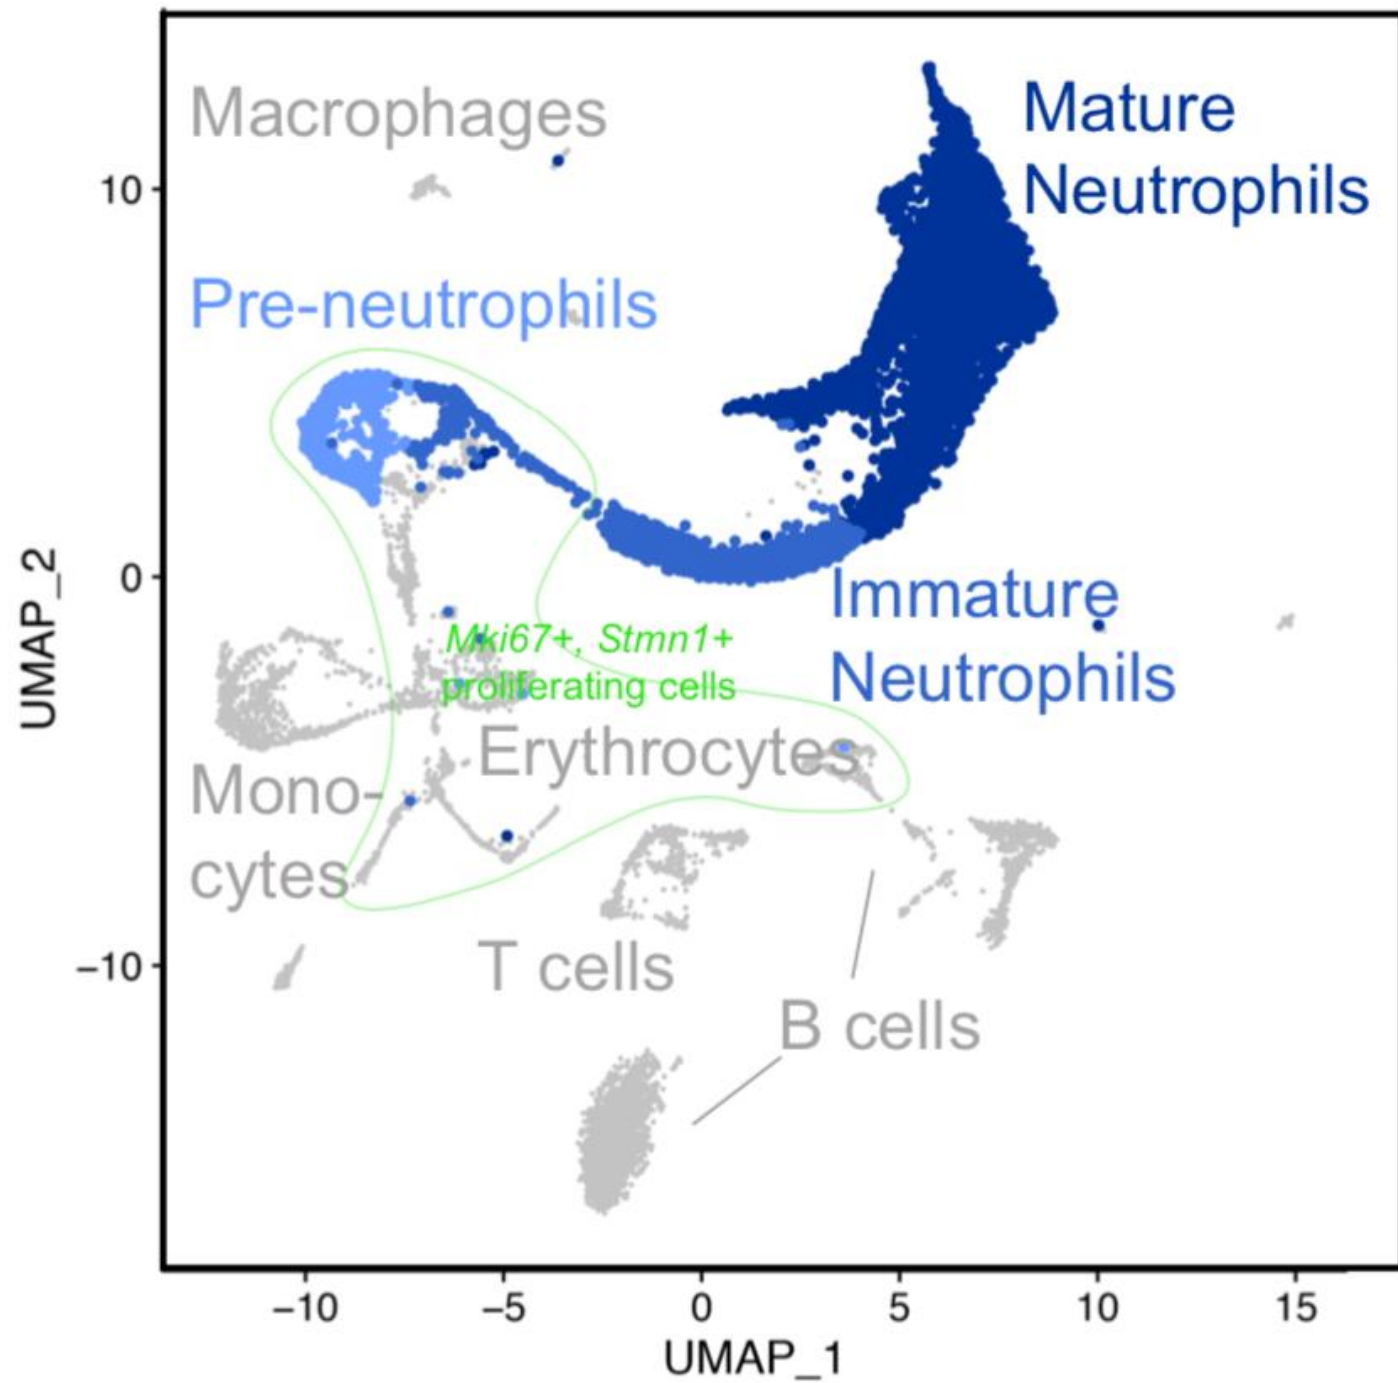 Macrophages
Mature
Neutrophils
10
Pre-neutrophils
UMAP_2
0
Immature
Neutrophils
Mki67+, Stmn1+
proliferating cells
Erythrocytes
Mono-
cytes
T cells
−10
B cells
−10 −5 0 5 10 15
UMAP_1